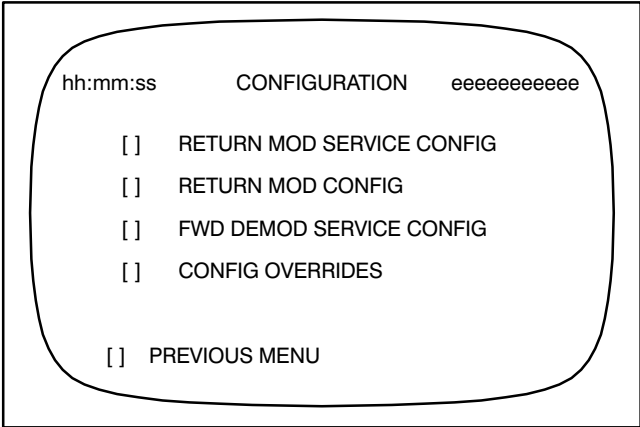 hh:mm:ss CONFIGURATION eeeeeeeeeee
[ ] RETURN MOD SERVICE CONFIG
[ ] RETURN MOD CONFIG
[ ] FWD DEMOD SERVICE CONFIG
[ ] CONFIG OVERRIDES
[ ] PREVIOUS MENU